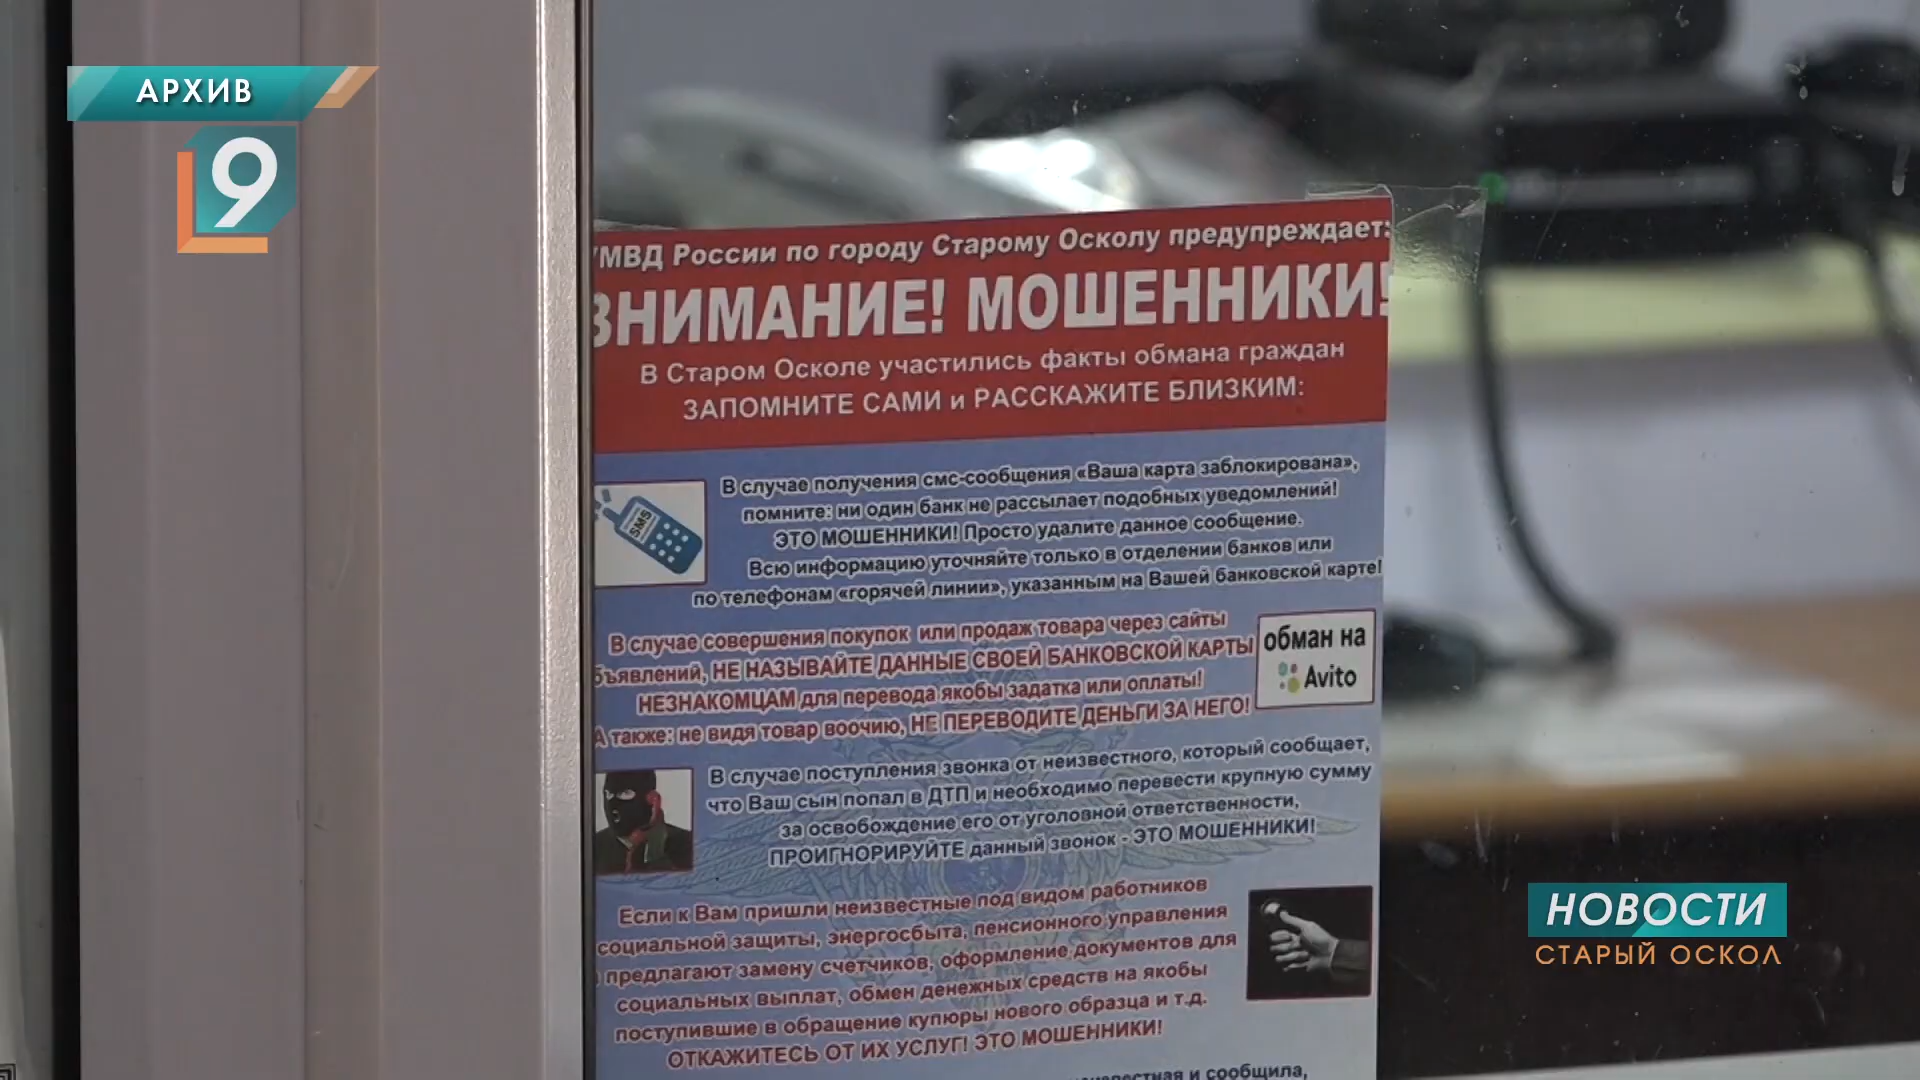 АРХИВ
9
УМВД России по городу Старому Осколу предупреждает:
ВНИМАНИЕ! МОШЕННИКИ!
В Старом Осколе участились факты обмана граждан
ЗАПОМНИТЕ САМИ и РАССКАЖИТЕ БЛИЗКИМ:
SMS
В случае получения смс-сообщения «Ваша карта заблокирована»,
помните: ни один банк не рассылает подобных уведомлений!
ЭТО МОШЕННИКИ! Просто удалите данное сообщение.
Всю информацию уточняйте только в отделении банков или
по телефонам «горячей линии», указанным на Вашей банковской карте!
В случае совершения покупок или продаж товара через сайты
бъявлений, НЕ НАЗЫВАЙТЕ ДАННЫЕ СВОЕЙ БАНКОВСКОЙ КАРТЫ
НЕЗНАКОМЦАМ для перевода якобы задатка или оплаты!
А также: не видя товар воочию, НЕ ПЕРЕВОДИТЕ ДЕНЬГИ ЗА НЕГО!
обман на
Avito
В случае поступления звонка от неизвестного, который сообщает,
что Ваш сын попал в ДТП и необходимо перевести крупную сумму
за освобождение его от уголовной ответственности,
ПРОИГНОРИРУЙТЕ данный звонок - ЭТО МОШЕННИКИ!
Если к Вам пришли неизвестные под видом работников
социальной защиты, энергосбыта, пенсионного управления
и предлагают замену счетчиков, оформление документов для
социальных выплат, обмен денежных средств на якобы
поступившие в обращение купюры нового образца и т.д.
ОТКАЖИТЕСЬ ОТ ИХ УСЛУГ! ЭТО МОШЕННИКИ!
и сообщила,
НОВОСТИ
СТАРЫЙ ОСКОЛ